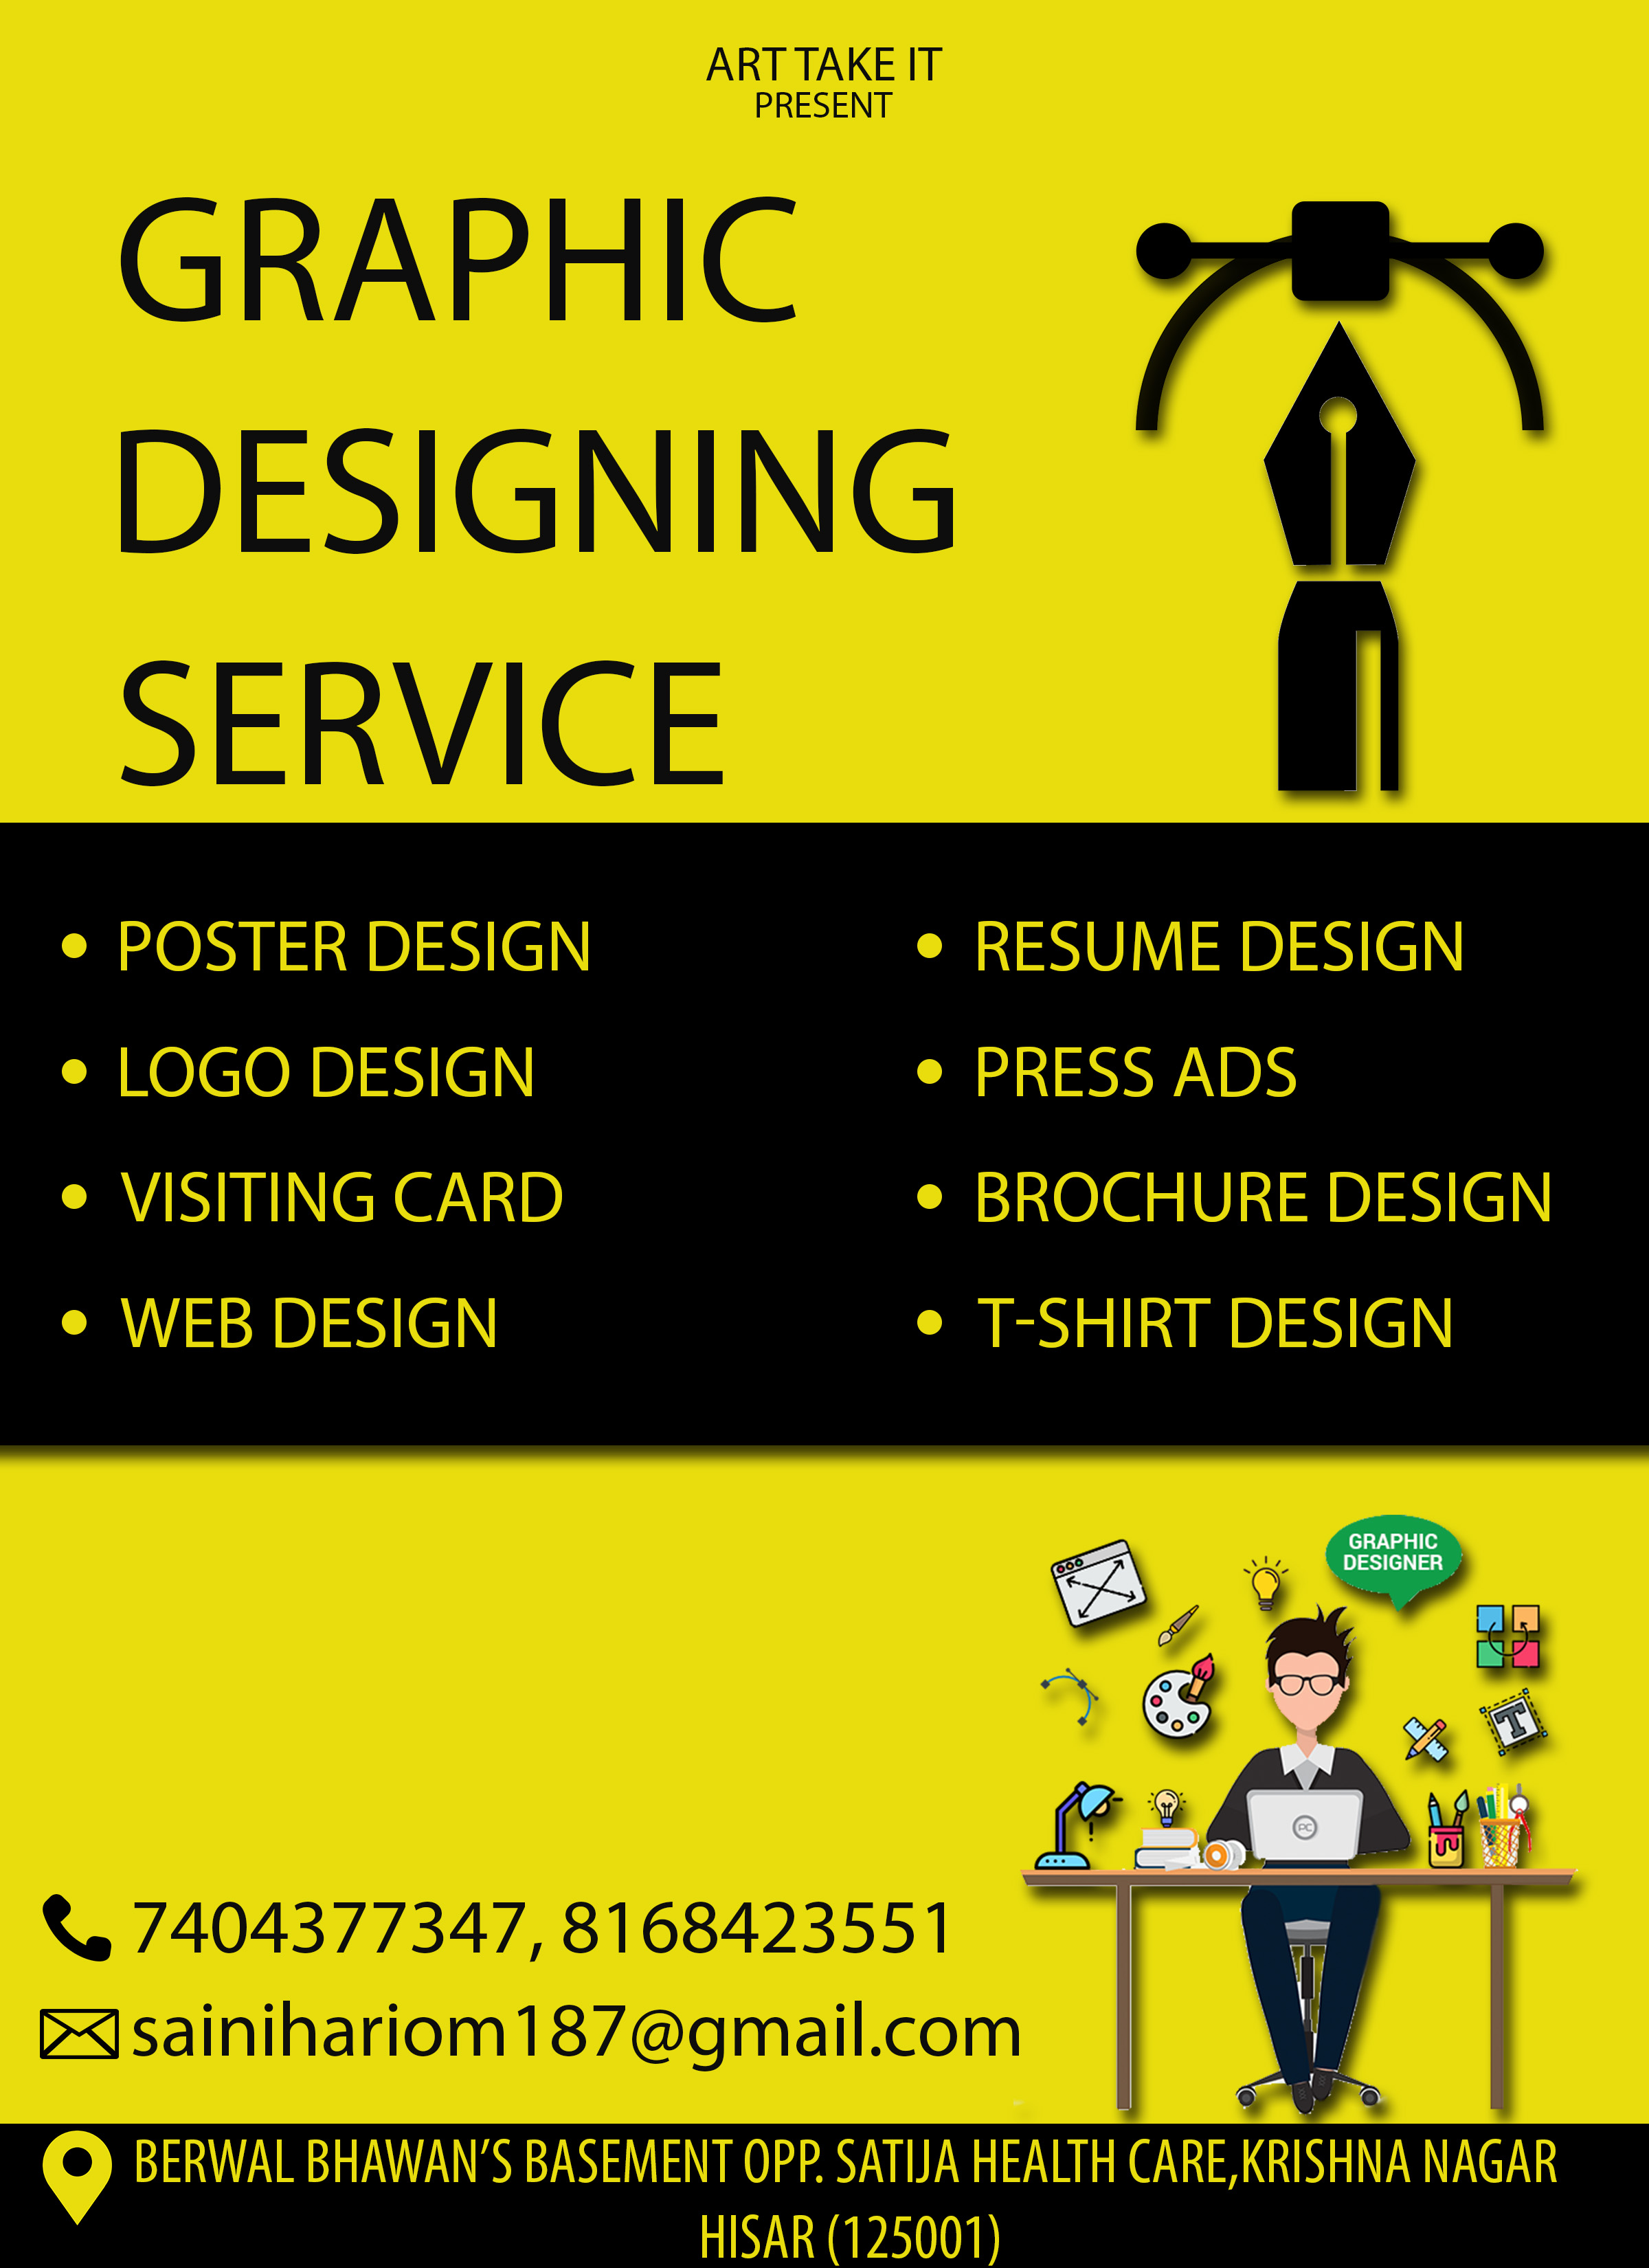 ART TAKE IT
PRESENT
GRAPHIC
DESIGNING
SERVICE
• POSTER DESIGN
• LOGO DESIGN
• VISITING CARD
• WEB DESIGN
• RESUME DESIGN
• PRESS ADS
• BROCHURE DESIGN
• T-SHIRT DESIGN
GRAPHIC
DESIGNER
T
PC
7404377347, 8168423551
sainihariom187@gmail.com
BERWAL BHAWAN’S BASEMENT OPP. SATIJA HEALTH CARE,KRISHNA NAGAR
HISAR (125001)